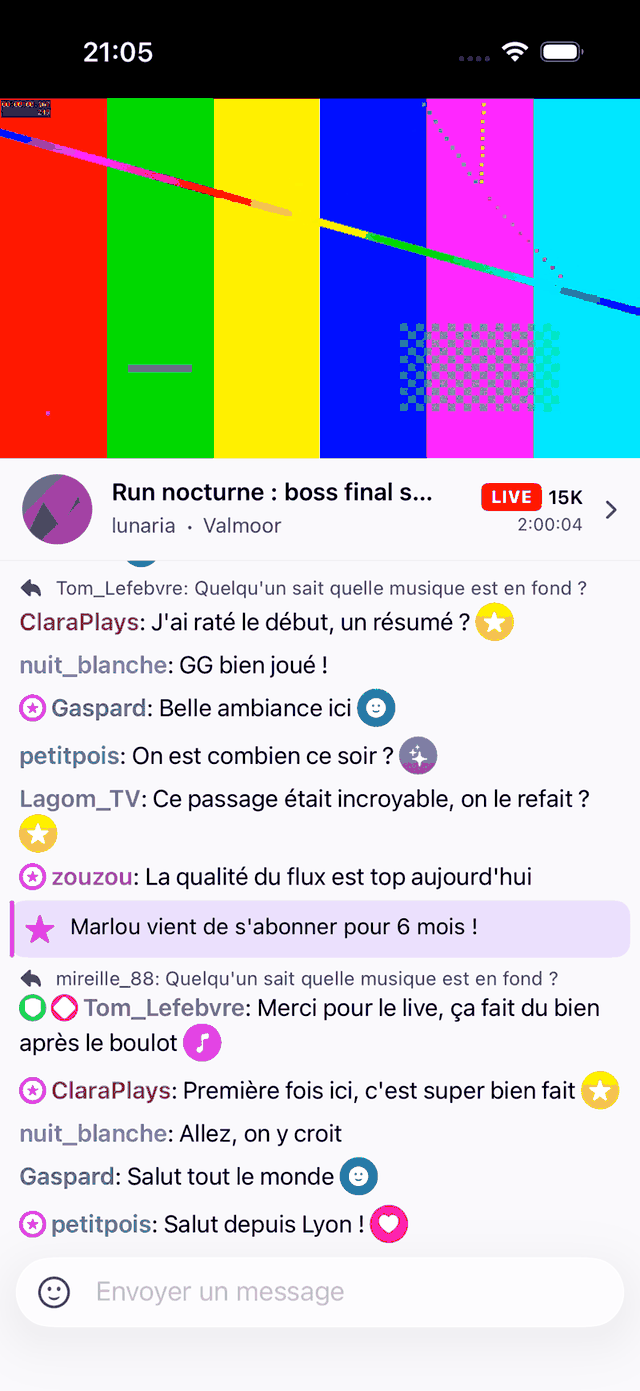 21:05
Run nocturne : boss final s...
LIVE 15K
lunaria • Valmoor
2:00:04
Tom_Lefebvre: Quelqu'un sait quelle musique est en fond ?
ClaraPlays: J'ai raté le début, un résumé ?
nuit_blanche: GG bien joué !
Gaspard: Belle ambiance ici
petitpois: On est combien ce soir ?
Lagom_TV: Ce passage était incroyable, on le refait ?
zouzou: La qualité du flux est top aujourd'hui
Marlou vient de s'abonner pour 6 mois !
mireille_88: Quelqu'un sait quelle musique est en fond ?
Tom_Lefebvre: Merci pour le live, ça fait du bien
après le boulot
ClaraPlays: Première fois ici, c'est super bien fait
nuit_blanche: Allez, on y croit
Gaspard: Salut tout le monde
petitpois: Salut depuis Lyon !
Envoyer un message